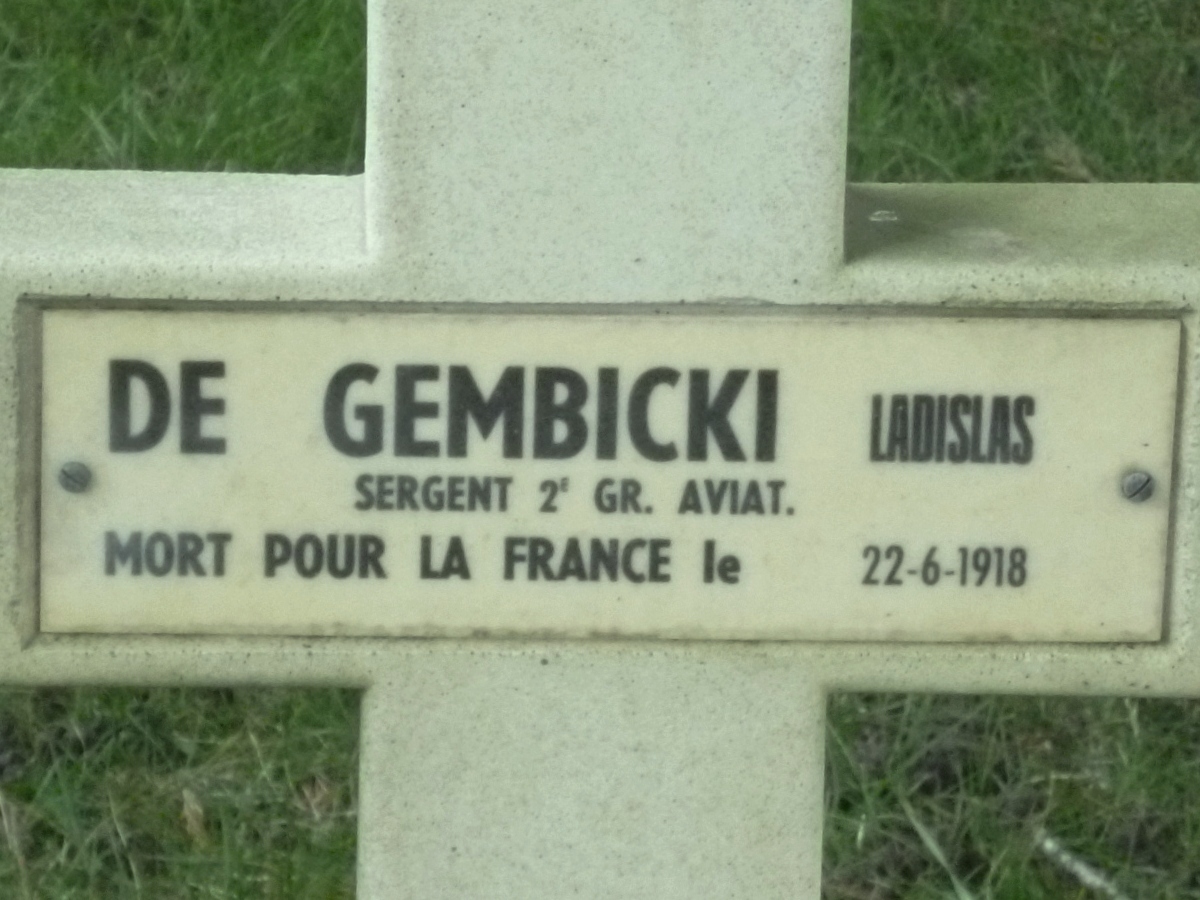 DE GEMBICKI LADISLAS
SERGENT 2E GR. AVIAT.
MORT POUR LA FRANCE le 22-6-1918